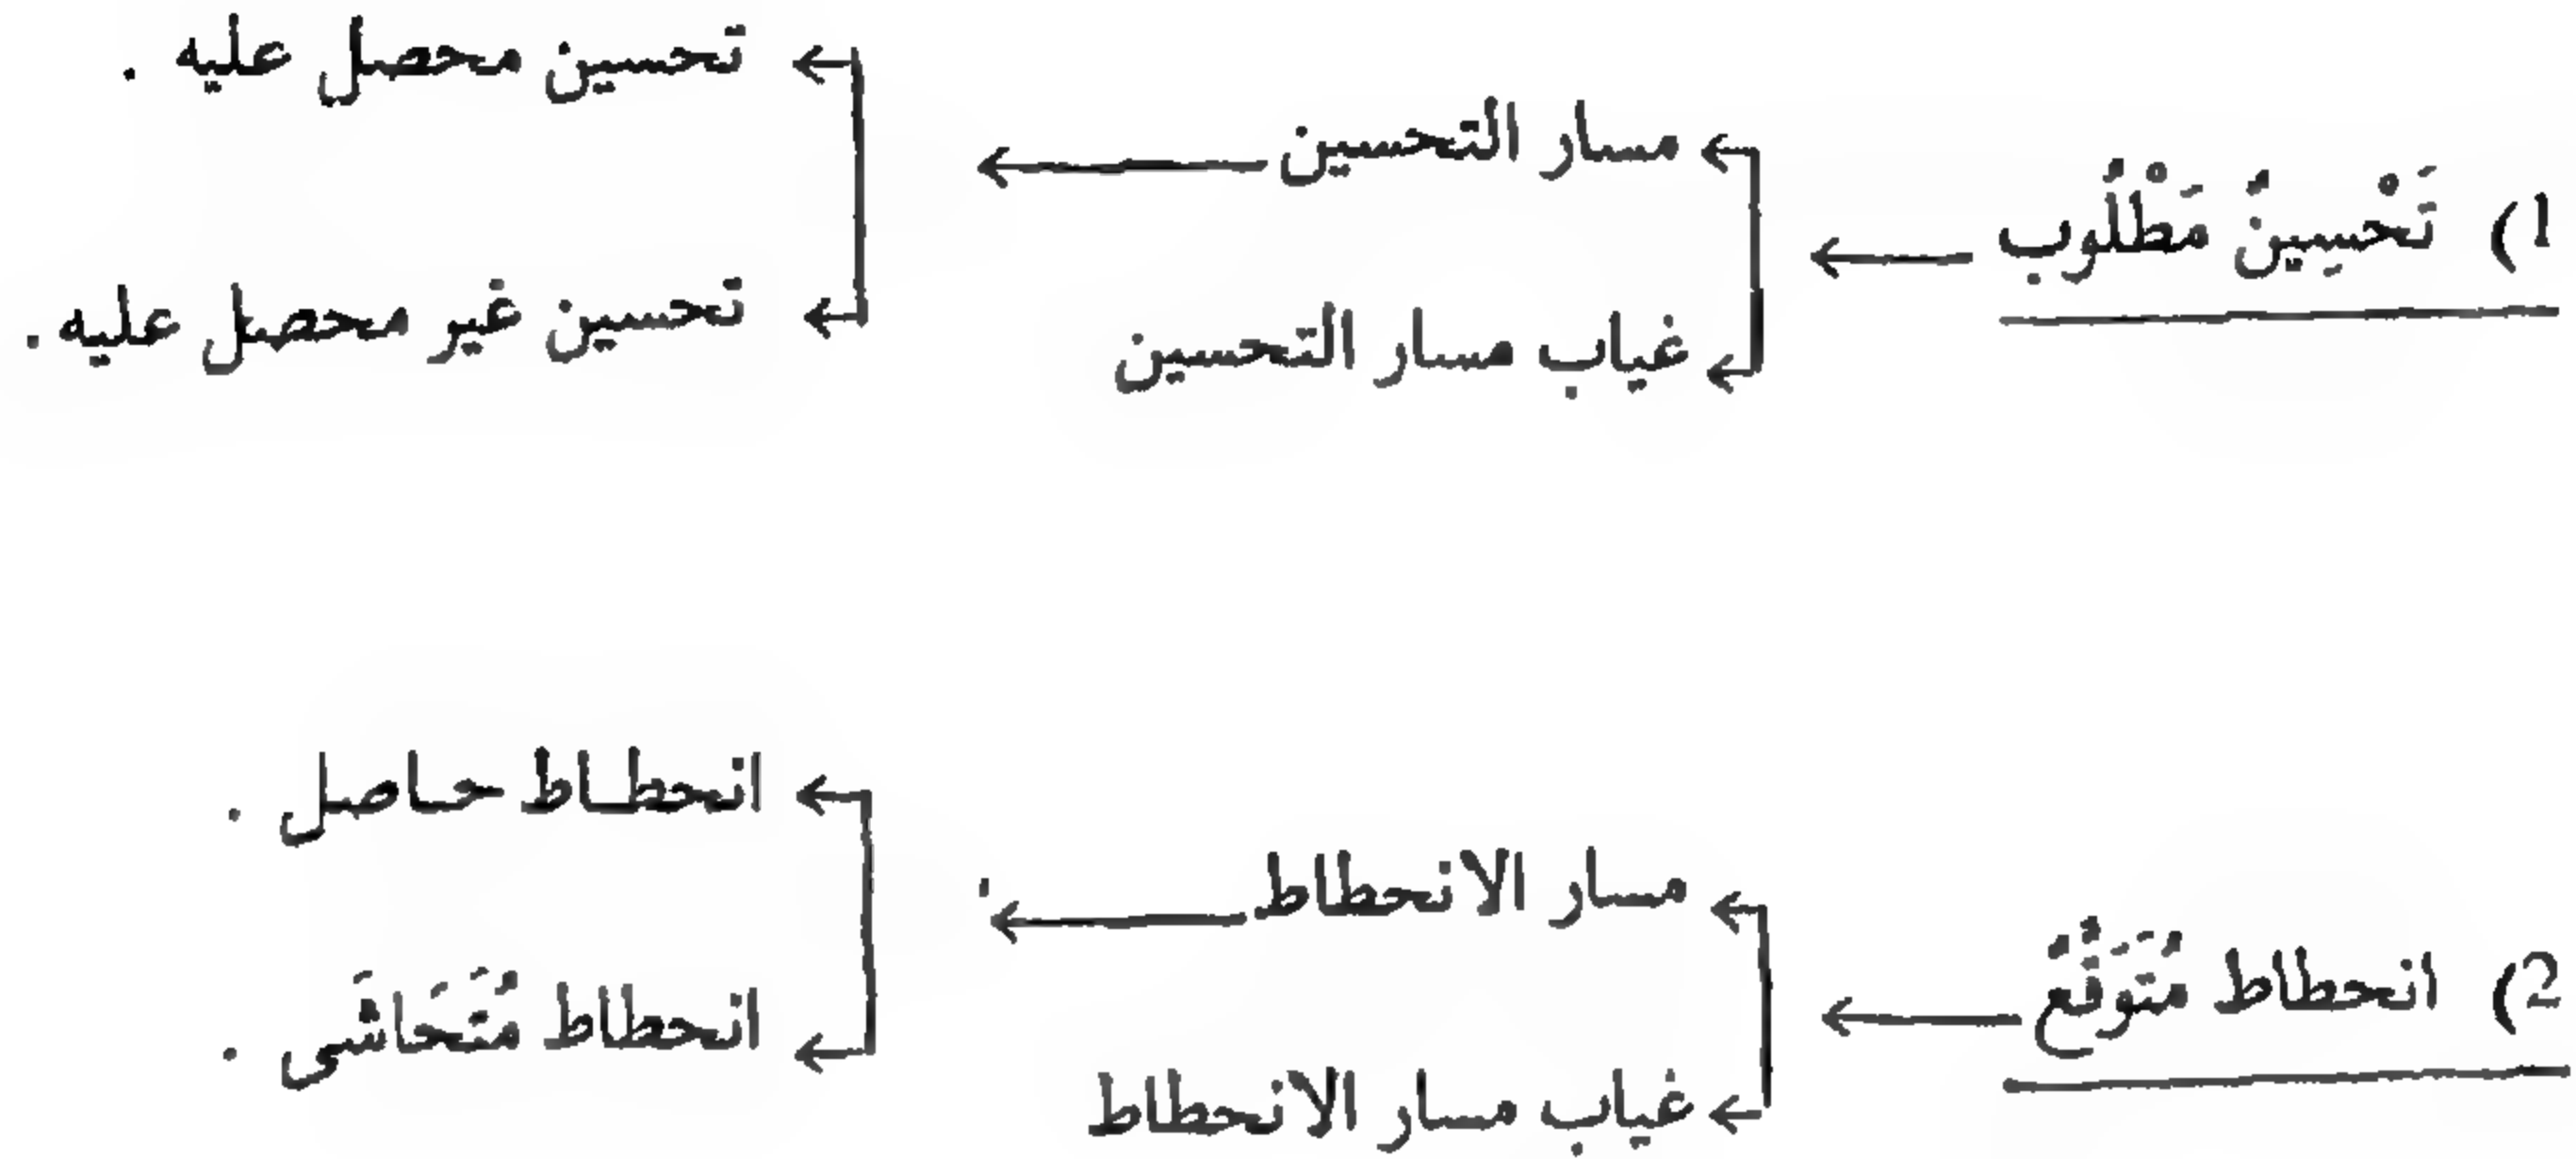 1) تَحْسِينٌ مَطْلُوب
مسار التحسين
غياب مسار التحسين
تحسين محصل عليه .
تحسين غير محصل عليه .
2) انحطاط مُتَوَقَّعٌ
مسار الانحطاط
غياب مسار الانحطاط
انحطاط حاصل .
انحطاط مُتَحَاشَى .